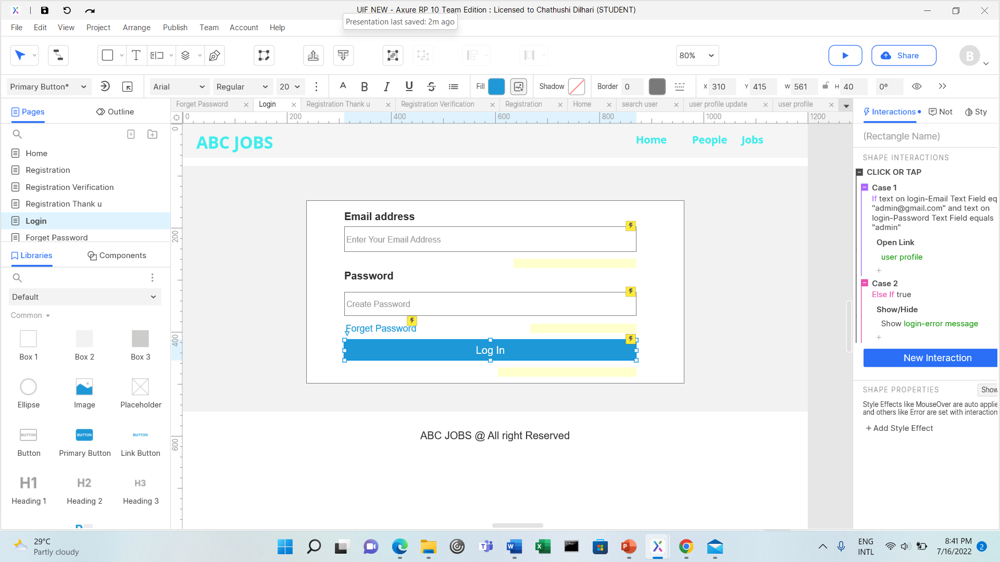 UIF NEW - Axure RP 10 Team Edition : Licensed to Chathushi Dilhari (STUDENT)
Presentation last saved: 2m ago
File Edit View Project Arrange Publish Team Account Help
80%
Share
B
Primary Button*
Arial
Regular
20
Fill
Shadow
Border 0
X 310
Y 415
W 561
H 40
0°
Pages
Outline
Forget Password
Login
Registration Thank u
Registration Verification
Registration
Home
search user
user profile update
user profile
Interactions
Not
Sty
0 200 400 600 800 1000 1200
0
200
400
600
Home
Registration
Registration Verification
Registration Thank u
Login
Forget Password
Libraries
Components
Default
Common
Box 1
Box 2
Box 3
Ellipse
Image
Placeholder
BUTTON
BUTTON
BUTTON
Button
Primary Button
Link Button
H1
H2
H3
Heading 1
Heading 2
Heading 3
ABC JOBS
Home
People
Jobs
Email address
Enter Your Email Address
Password
Create Password
Forget Password
Log In
ABC JOBS @ All right Reserved
(Rectangle Name)
SHAPE INTERACTIONS
CLICK OR TAP
Case 1
If text on login-Email Text Field eq
"admin@gmail.com" and text on
login-Password Text Field equals
"admin"
Open Link
user profile
Case 2
Else If true
Show/Hide
Show login-error message
New Interaction
SHAPE PROPERTIES
Show
Style Effects like MouseOver are auto applie
and others like Error are set with interaction
+ Add Style Effect
29°C
Partly cloudy
ENG
INTL
8:41 PM
7/16/2022
2